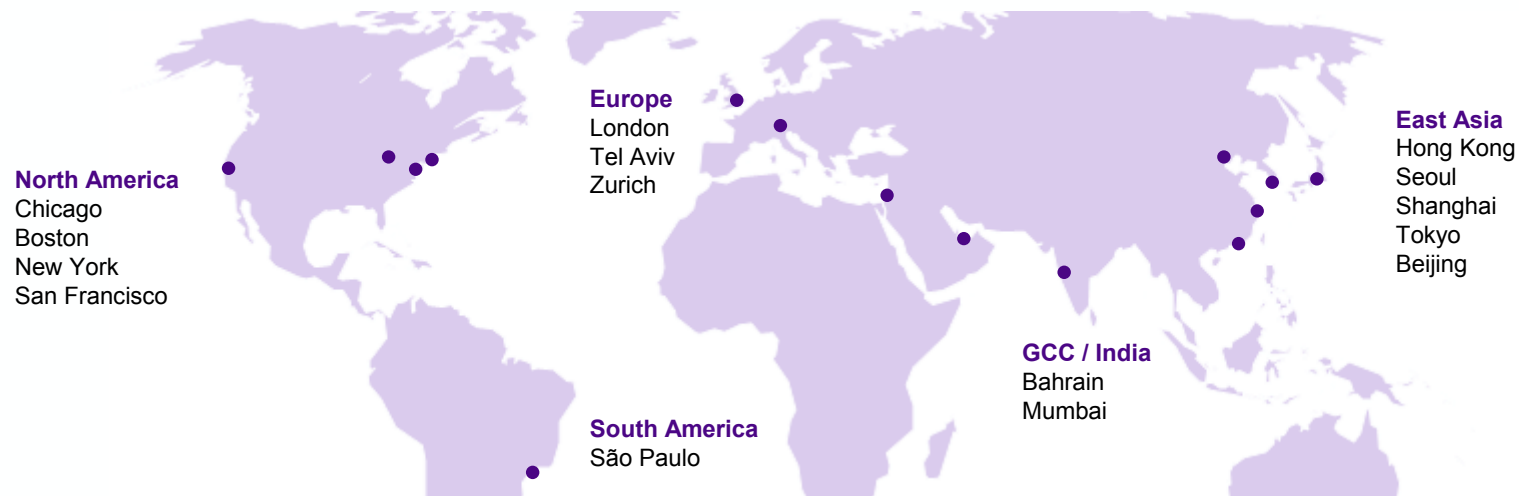 North America
Chicago
Boston
New York
San Francisco
Europe
London
Tel Aviv
Zurich
South America
São Paulo
GCC / India
Bahrain
Mumbai
East Asia
Hong Kong
Seoul
Shanghai
Tokyo
Beijing